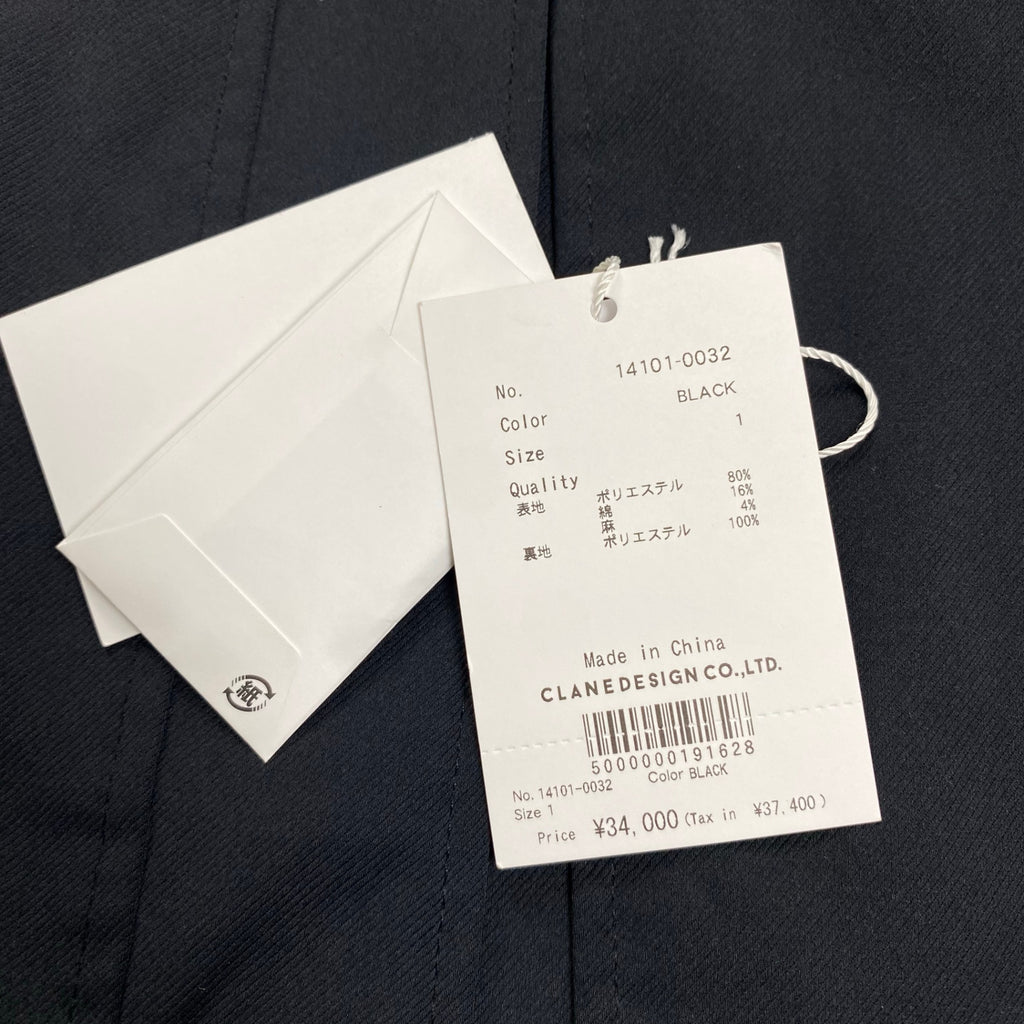 No. 14101-0032
Color BLACK
Size 1
Quality
表地 ポリエステル 80%
綿 16%
麻 4%
裏地 ポリエステル 100%
Made in China
CLANEDESIGN CO.,LTD.
5000000191628
No. 14101-0032 Color BLACK
Size 1
Price ¥34,000 (Tax in ¥37,400)
紙